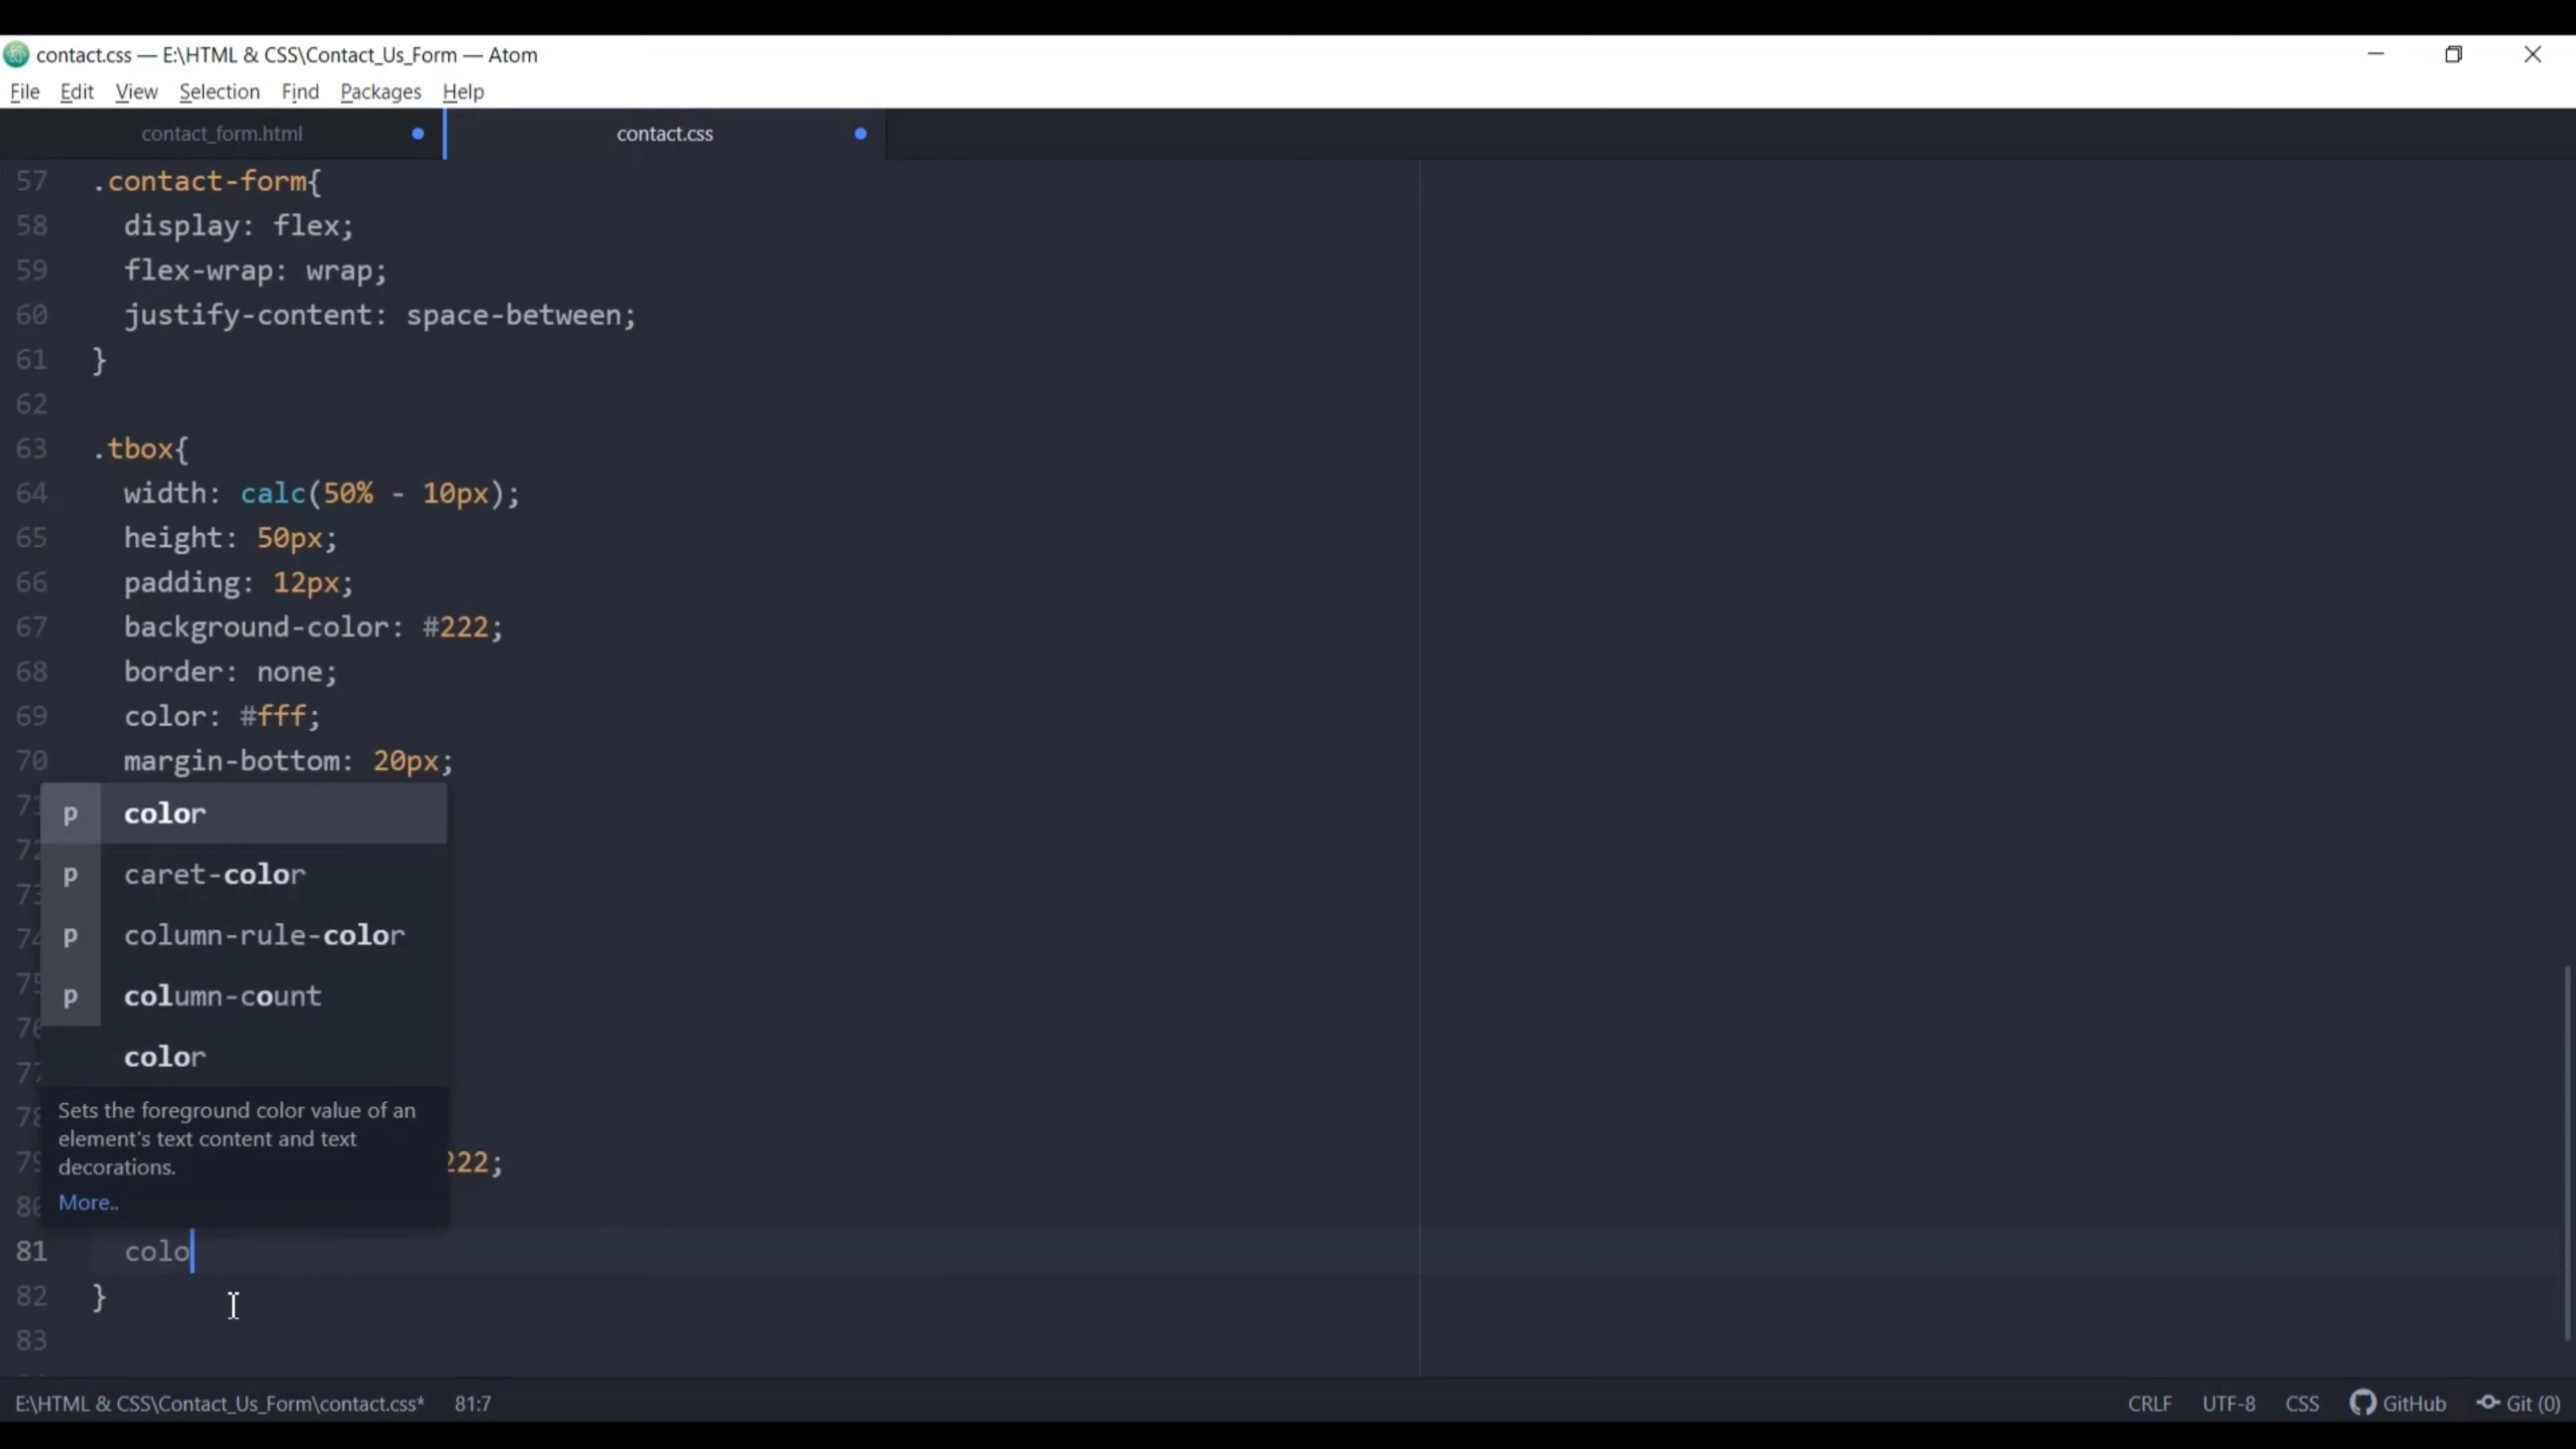 contact.css — E:\HTML & CSS\Contact_Us_Form — Atom
File Edit View Selection Find Packages Help
contact_form.html contact.css
57 .contact-form{
58 display: flex;
59 flex-wrap: wrap;
60 justify-content: space-between;
61 }
62
63 .tbox{
64 width: calc(50% - 10px);
65 height: 50px;
66 padding: 12px;
67 background-color: #222;
68 border: none;
69 color: #fff;
70 margin-bottom: 20px;
p color
p caret-color
p column-rule-color
p column-count
color
Sets the foreground color value of an
element's text content and text
decorations.
222;
More..
81 colo
82 }
83
E:\HTML & CSS\Contact_Us_Form\contact.css* 81:7 CRLF UTF-8 CSS GitHub Git (0)